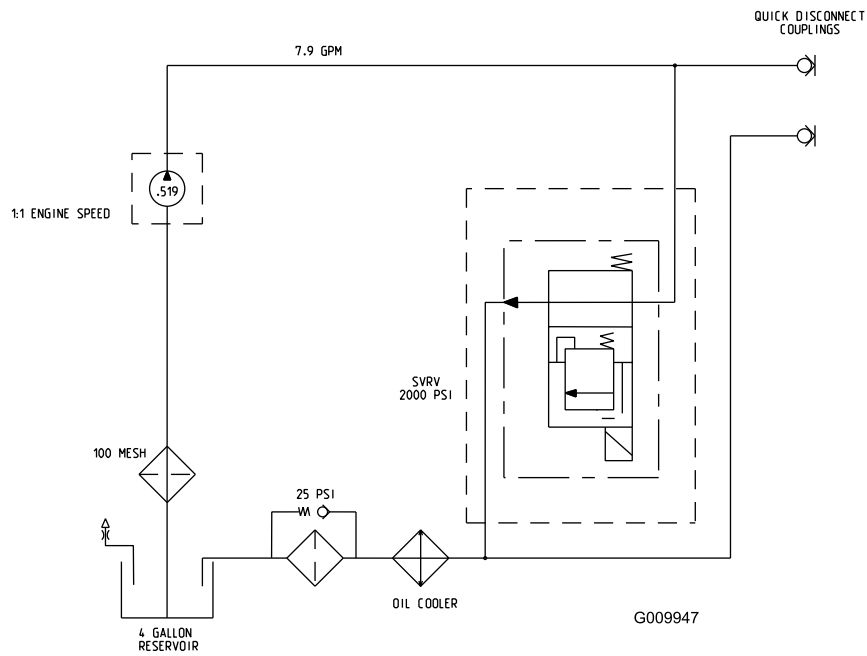 QUICK DISCONNECT
COUPLINGS
7.9 GPM
.519
1:1 ENGINE SPEED
SVRV
2000 PSI
100 MESH
25 PSI
OIL COOLER
4 GALLON
RESERVOIR
G009947